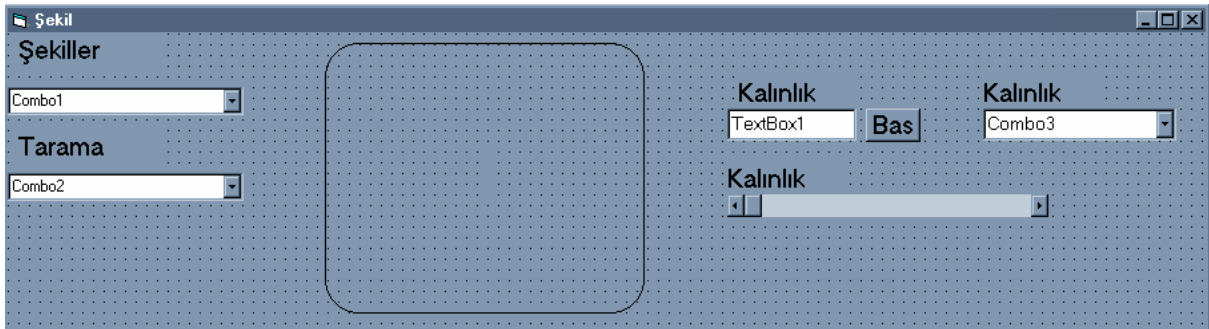 Şekil
Şekiller
Combo1
Tarama
Combo2
Kalınlık
TextBox1
Bas
Kalınlık
Combo3
Kalınlık